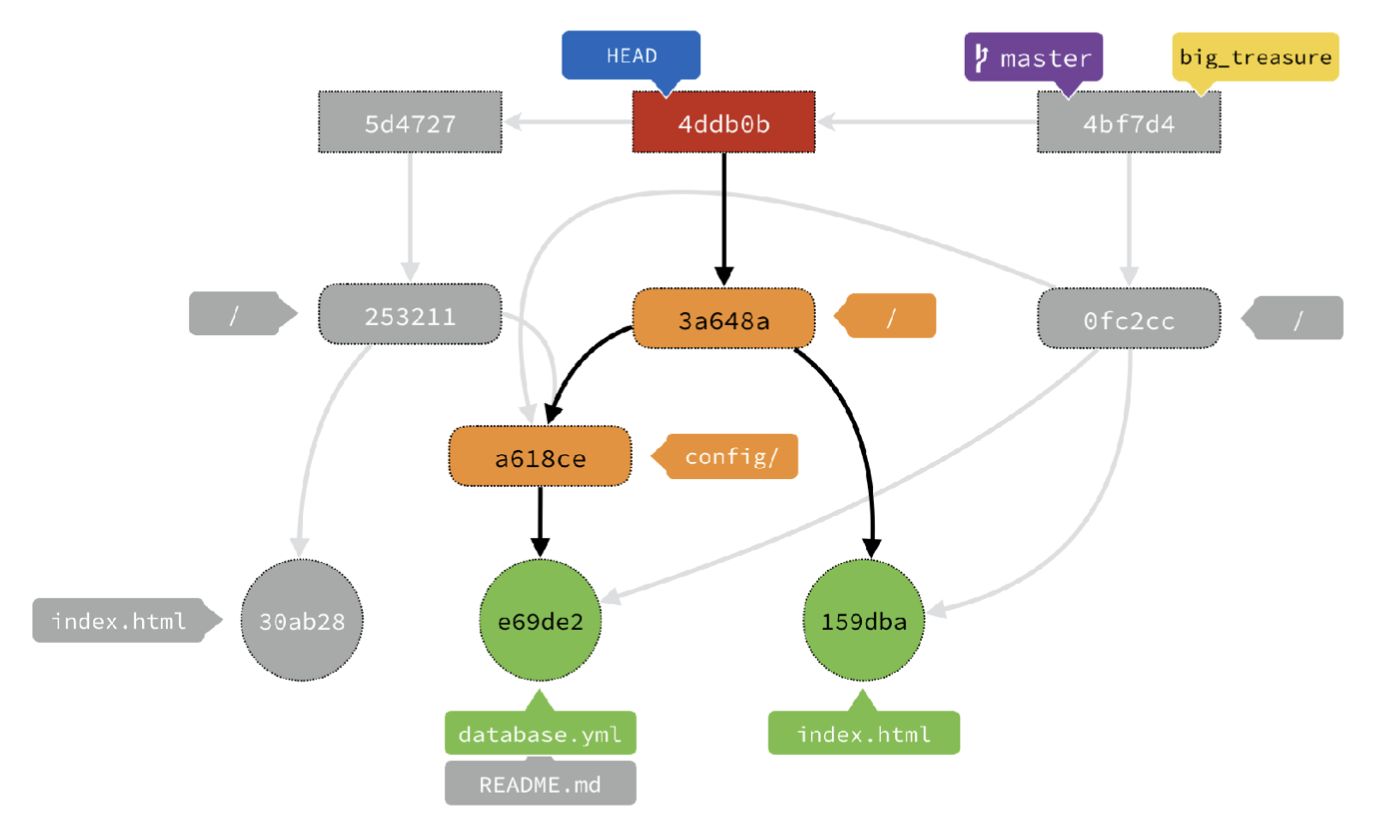 HEAD
master
big_treasure
5d4727
4ddb0b
4bf7d4
/
253211
3a648a
/
0fc2cc
/
a618ce
config/
index.html
30ab28
e69de2
159dba
database.yml
index.html
README.md